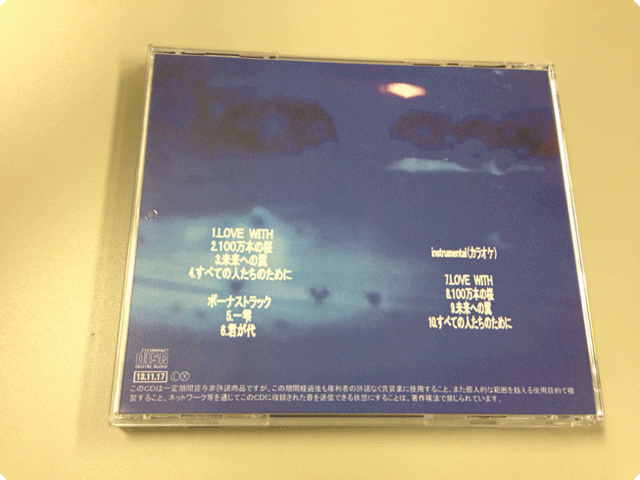 1.LOVE WITH
2.100万本の桜
3.未来への翼
4.すべての人たちのために
ボーナストラック
5.一雫
6.君が代
instrumental(カラオケ)
7.LOVE WITH
8.100万本の桜
9.未来への翼
10.すべての人たちのために
COMPACT
disc
DIGITAL AUDIO
13.11.17 Ⓛ Ⓧ
このCDは一定期間貸与非許諾商品ですが、この期間経過後も権利者の許諾なく賃貸業に使用すること、また個人的な範囲を越える使用目的で複
製すること、ネットワーク等を通じてこのCDに収録された音を送信できる状態にすることは、著作権法で禁じられています。